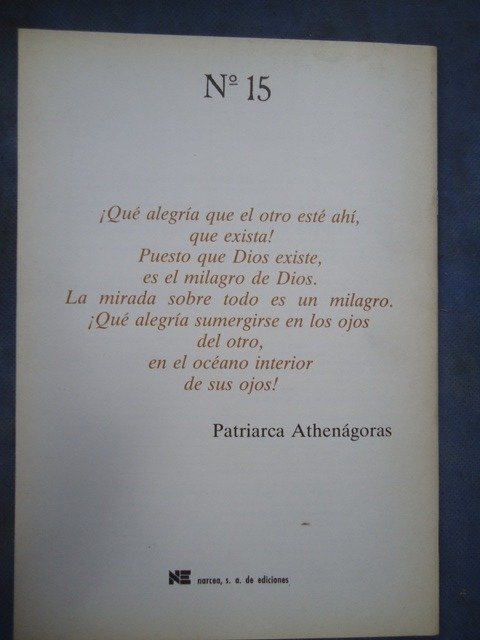 Nº 15
¡Qué alegría que el otro esté ahí,
que exista!
Puesto que Dios existe,
es el milagro de Dios.
La mirada sobre todo es un milagro.
¡Qué alegría sumergirse en los ojos
del otro,
en el océano interior
de sus ojos!
Patriarca Athenágoras
NE narcea, s. a. de ediciones